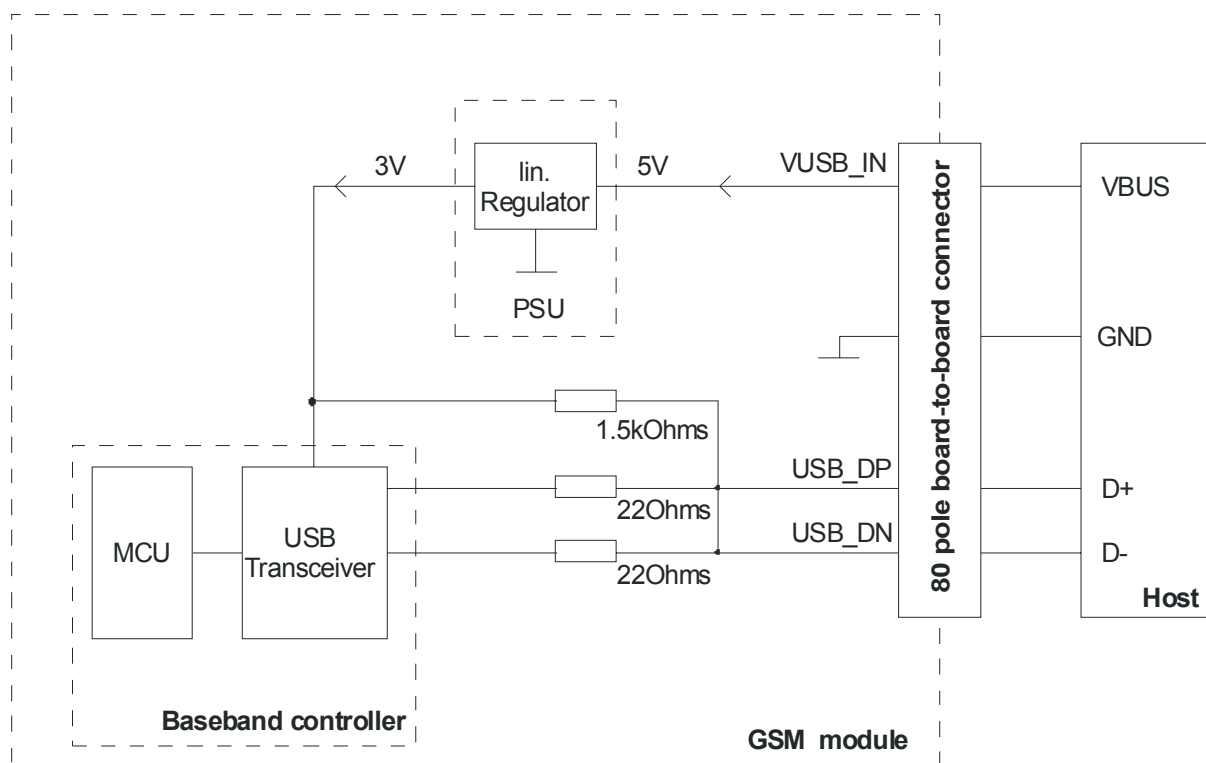 3V
lin.
Regulator
5V
VUSB_IN
PSU
80 pole board-to-board connector
VBUS
GND
1.5kOhms
USB_DP
D+
22Ohms
USB_DN
D-
22Ohms
MCU
USB
Transceiver
Host
Baseband controller
GSM module